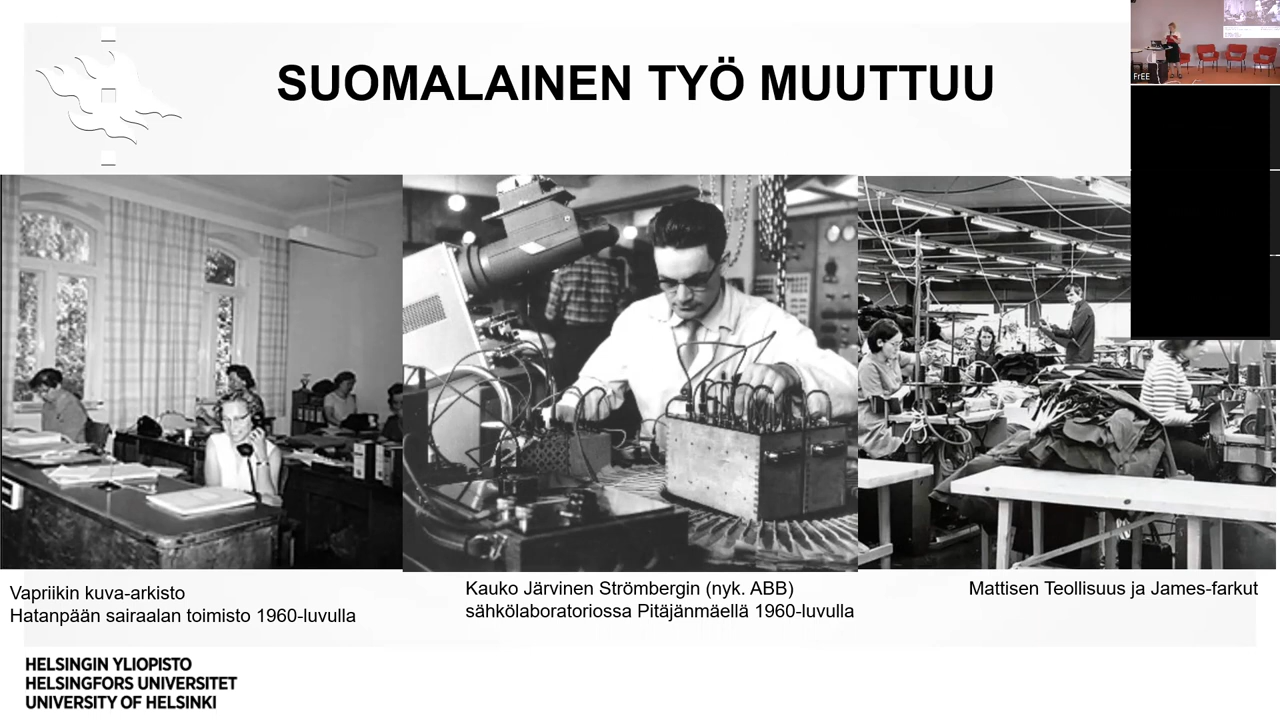 SUOMALAINEN TYÖ MUUTTUU
FrEE
Vapriikin kuva-arkisto
Hatanpään sairaalan toimisto 1960-luvulla
Kauko Järvinen Strömbergin (nyk. ABB)
sähkölaboratoriossa Pitäjänmäellä 1960-luvulla
Mattisen Teollisuus ja James-farkut
HELSINGIN YLIOPISTO
HELSINGFORS UNIVERSITET
UNIVERSITY OF HELSINKI